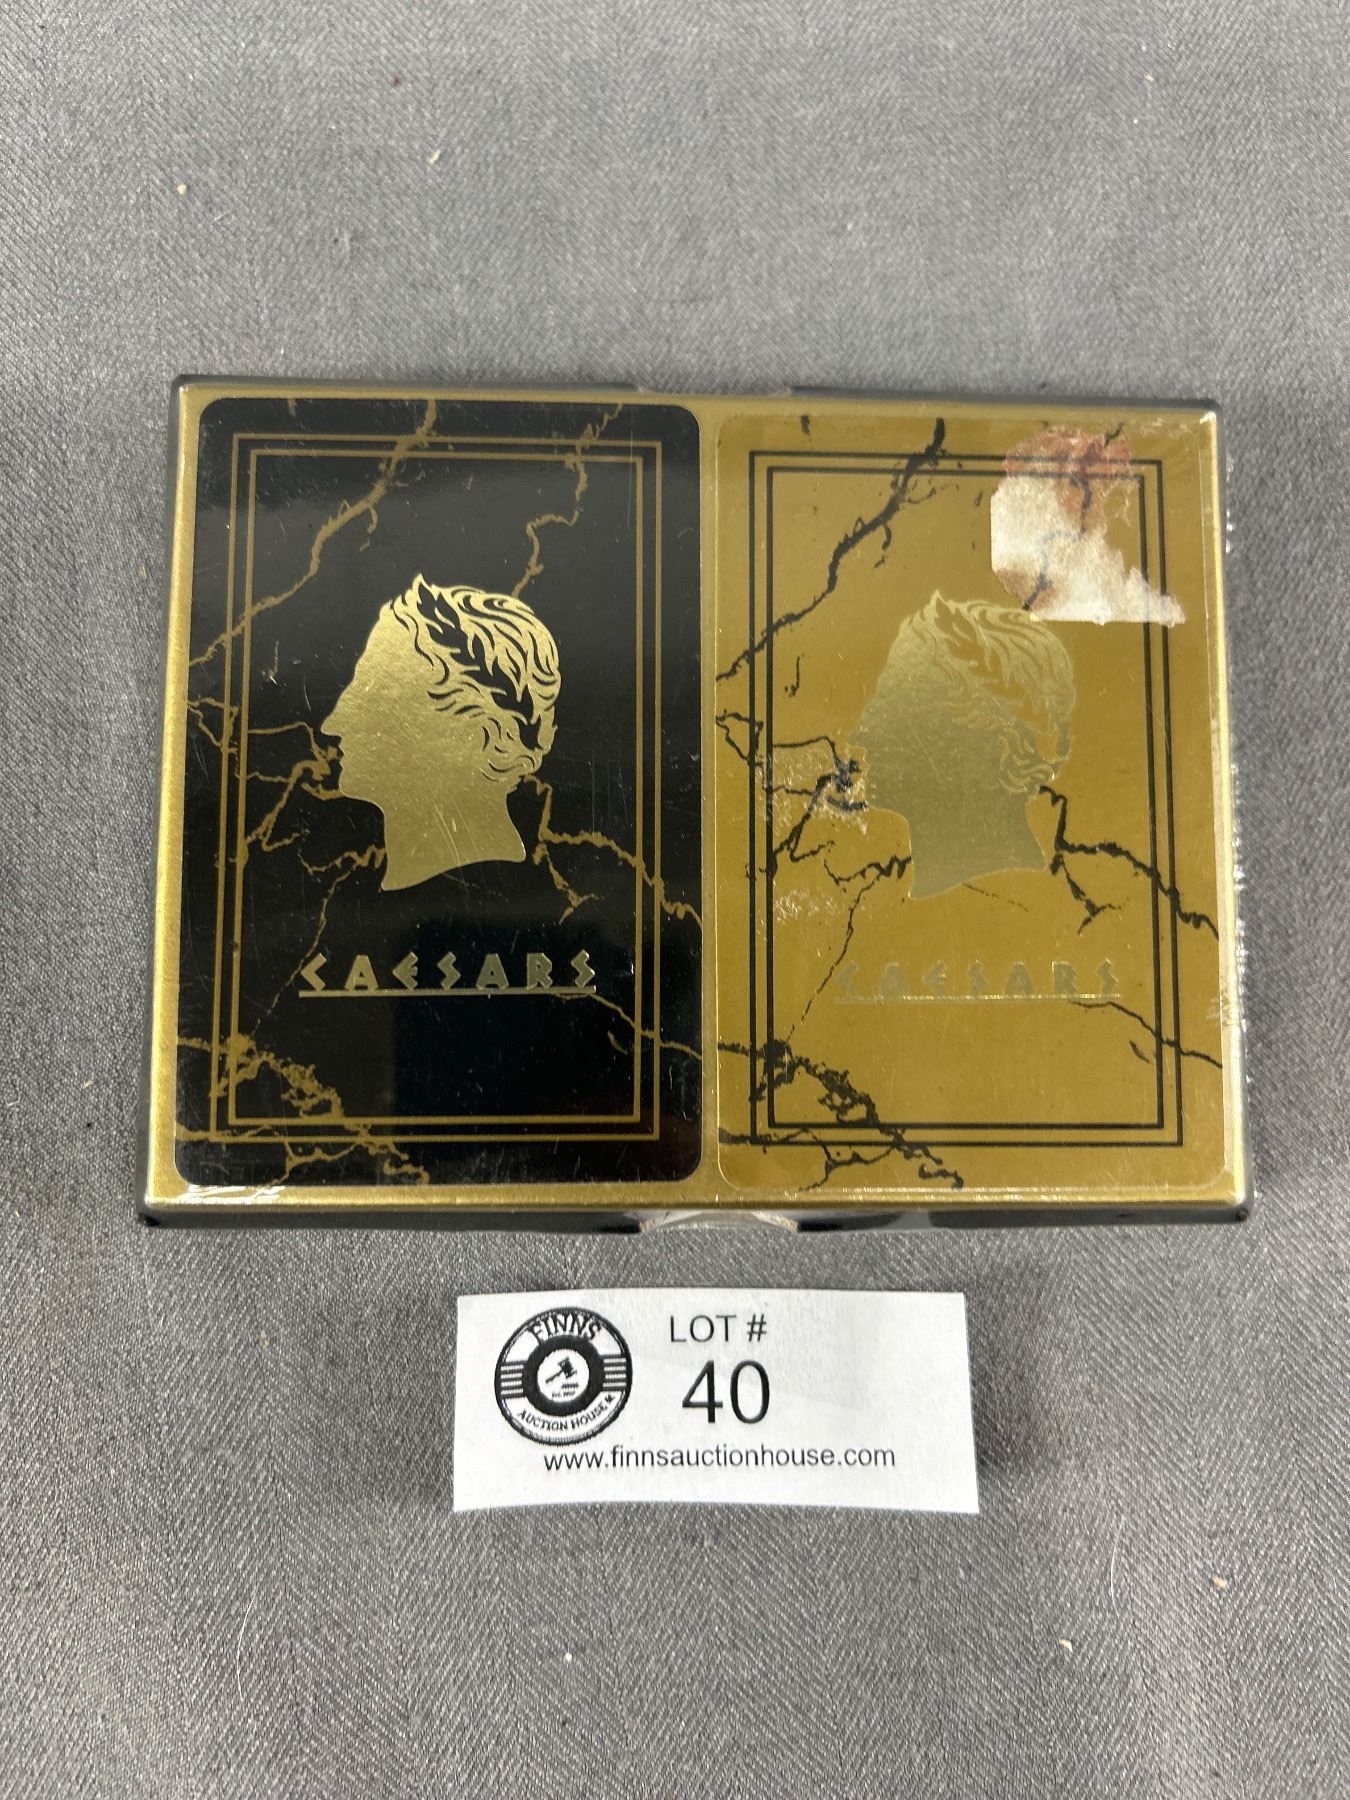 CAESARS
CAESARS
FINNS
AUCTION HOUSE
LOT #
40
www.finnsauctionhouse.com